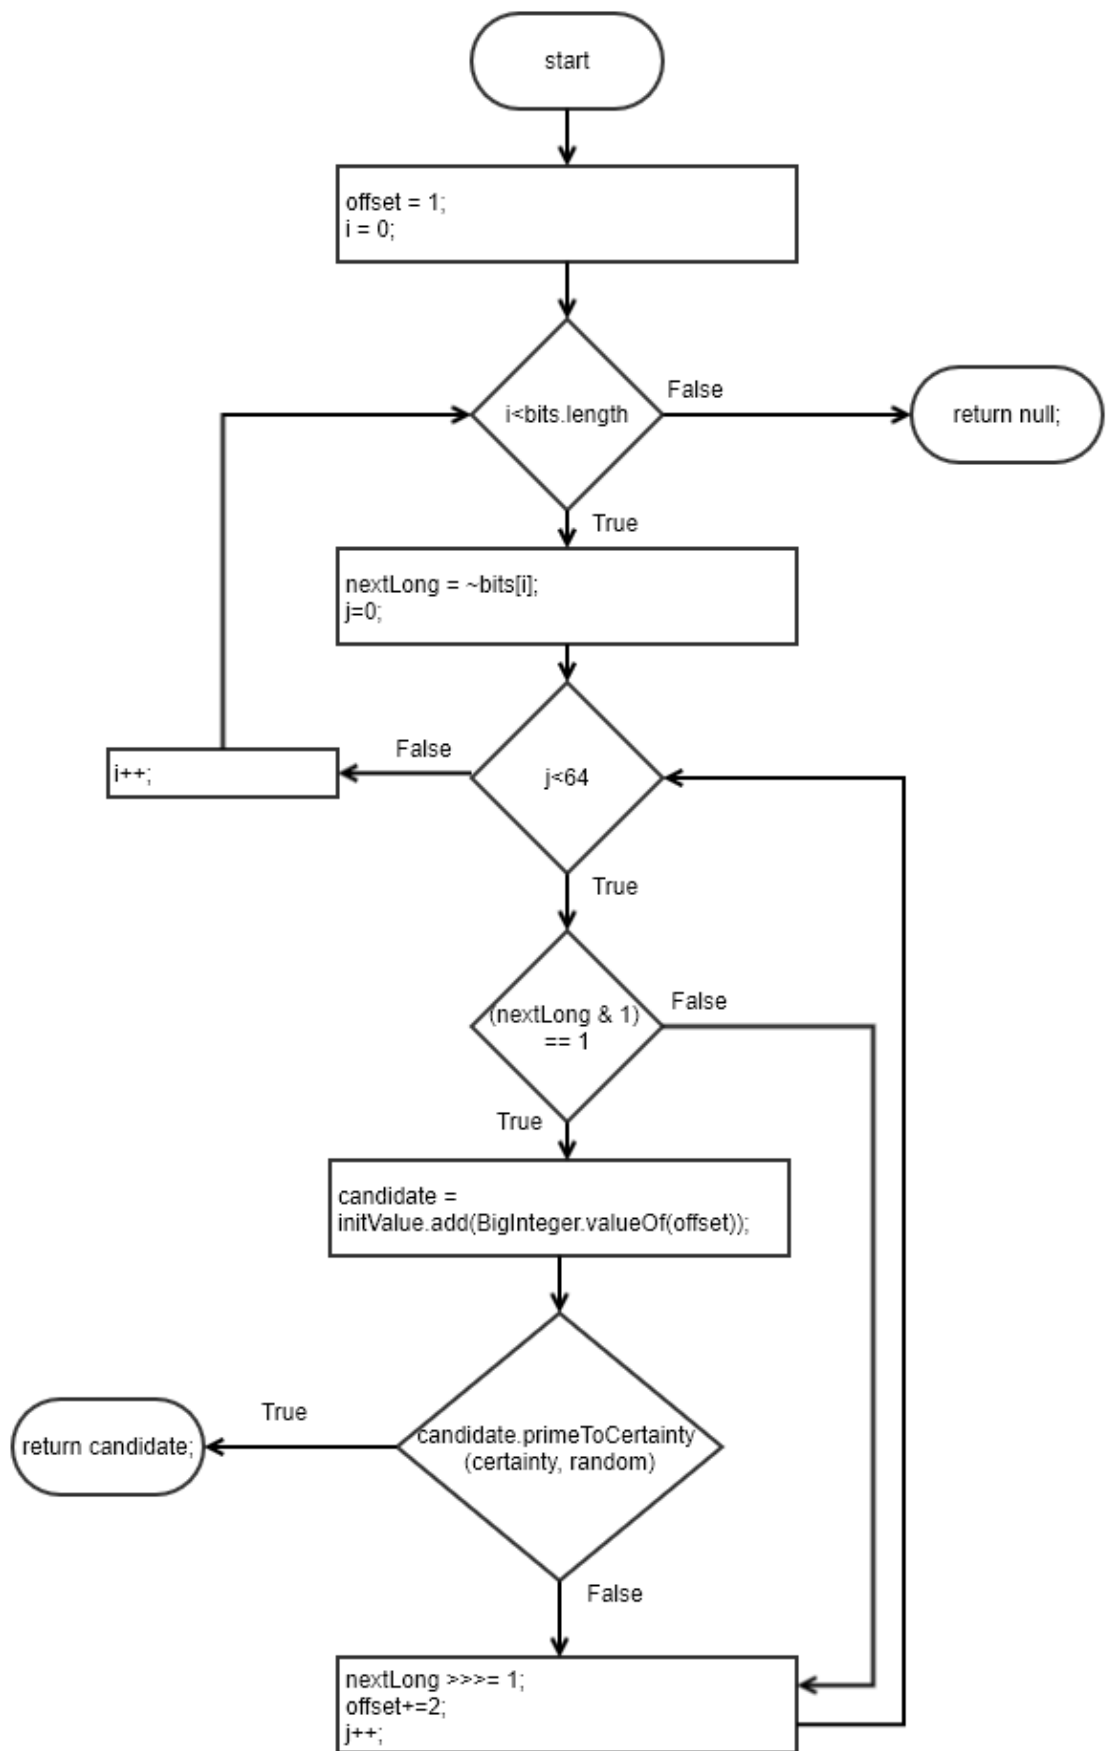 start
offset = 1;
i = 0;
i<bits.length
False
return null;
True
nextLong = ~bits[i];
j=0;
False
i++;
j<64
True
(nextLong & 1)
== 1
False
True
candidate =
initValue.add(BigInteger.valueOf(offset));
candidate.primeToCertainty
(certainty, random)
True
return candidate;
False
nextLong >>>= 1;
offset+=2;
j++;